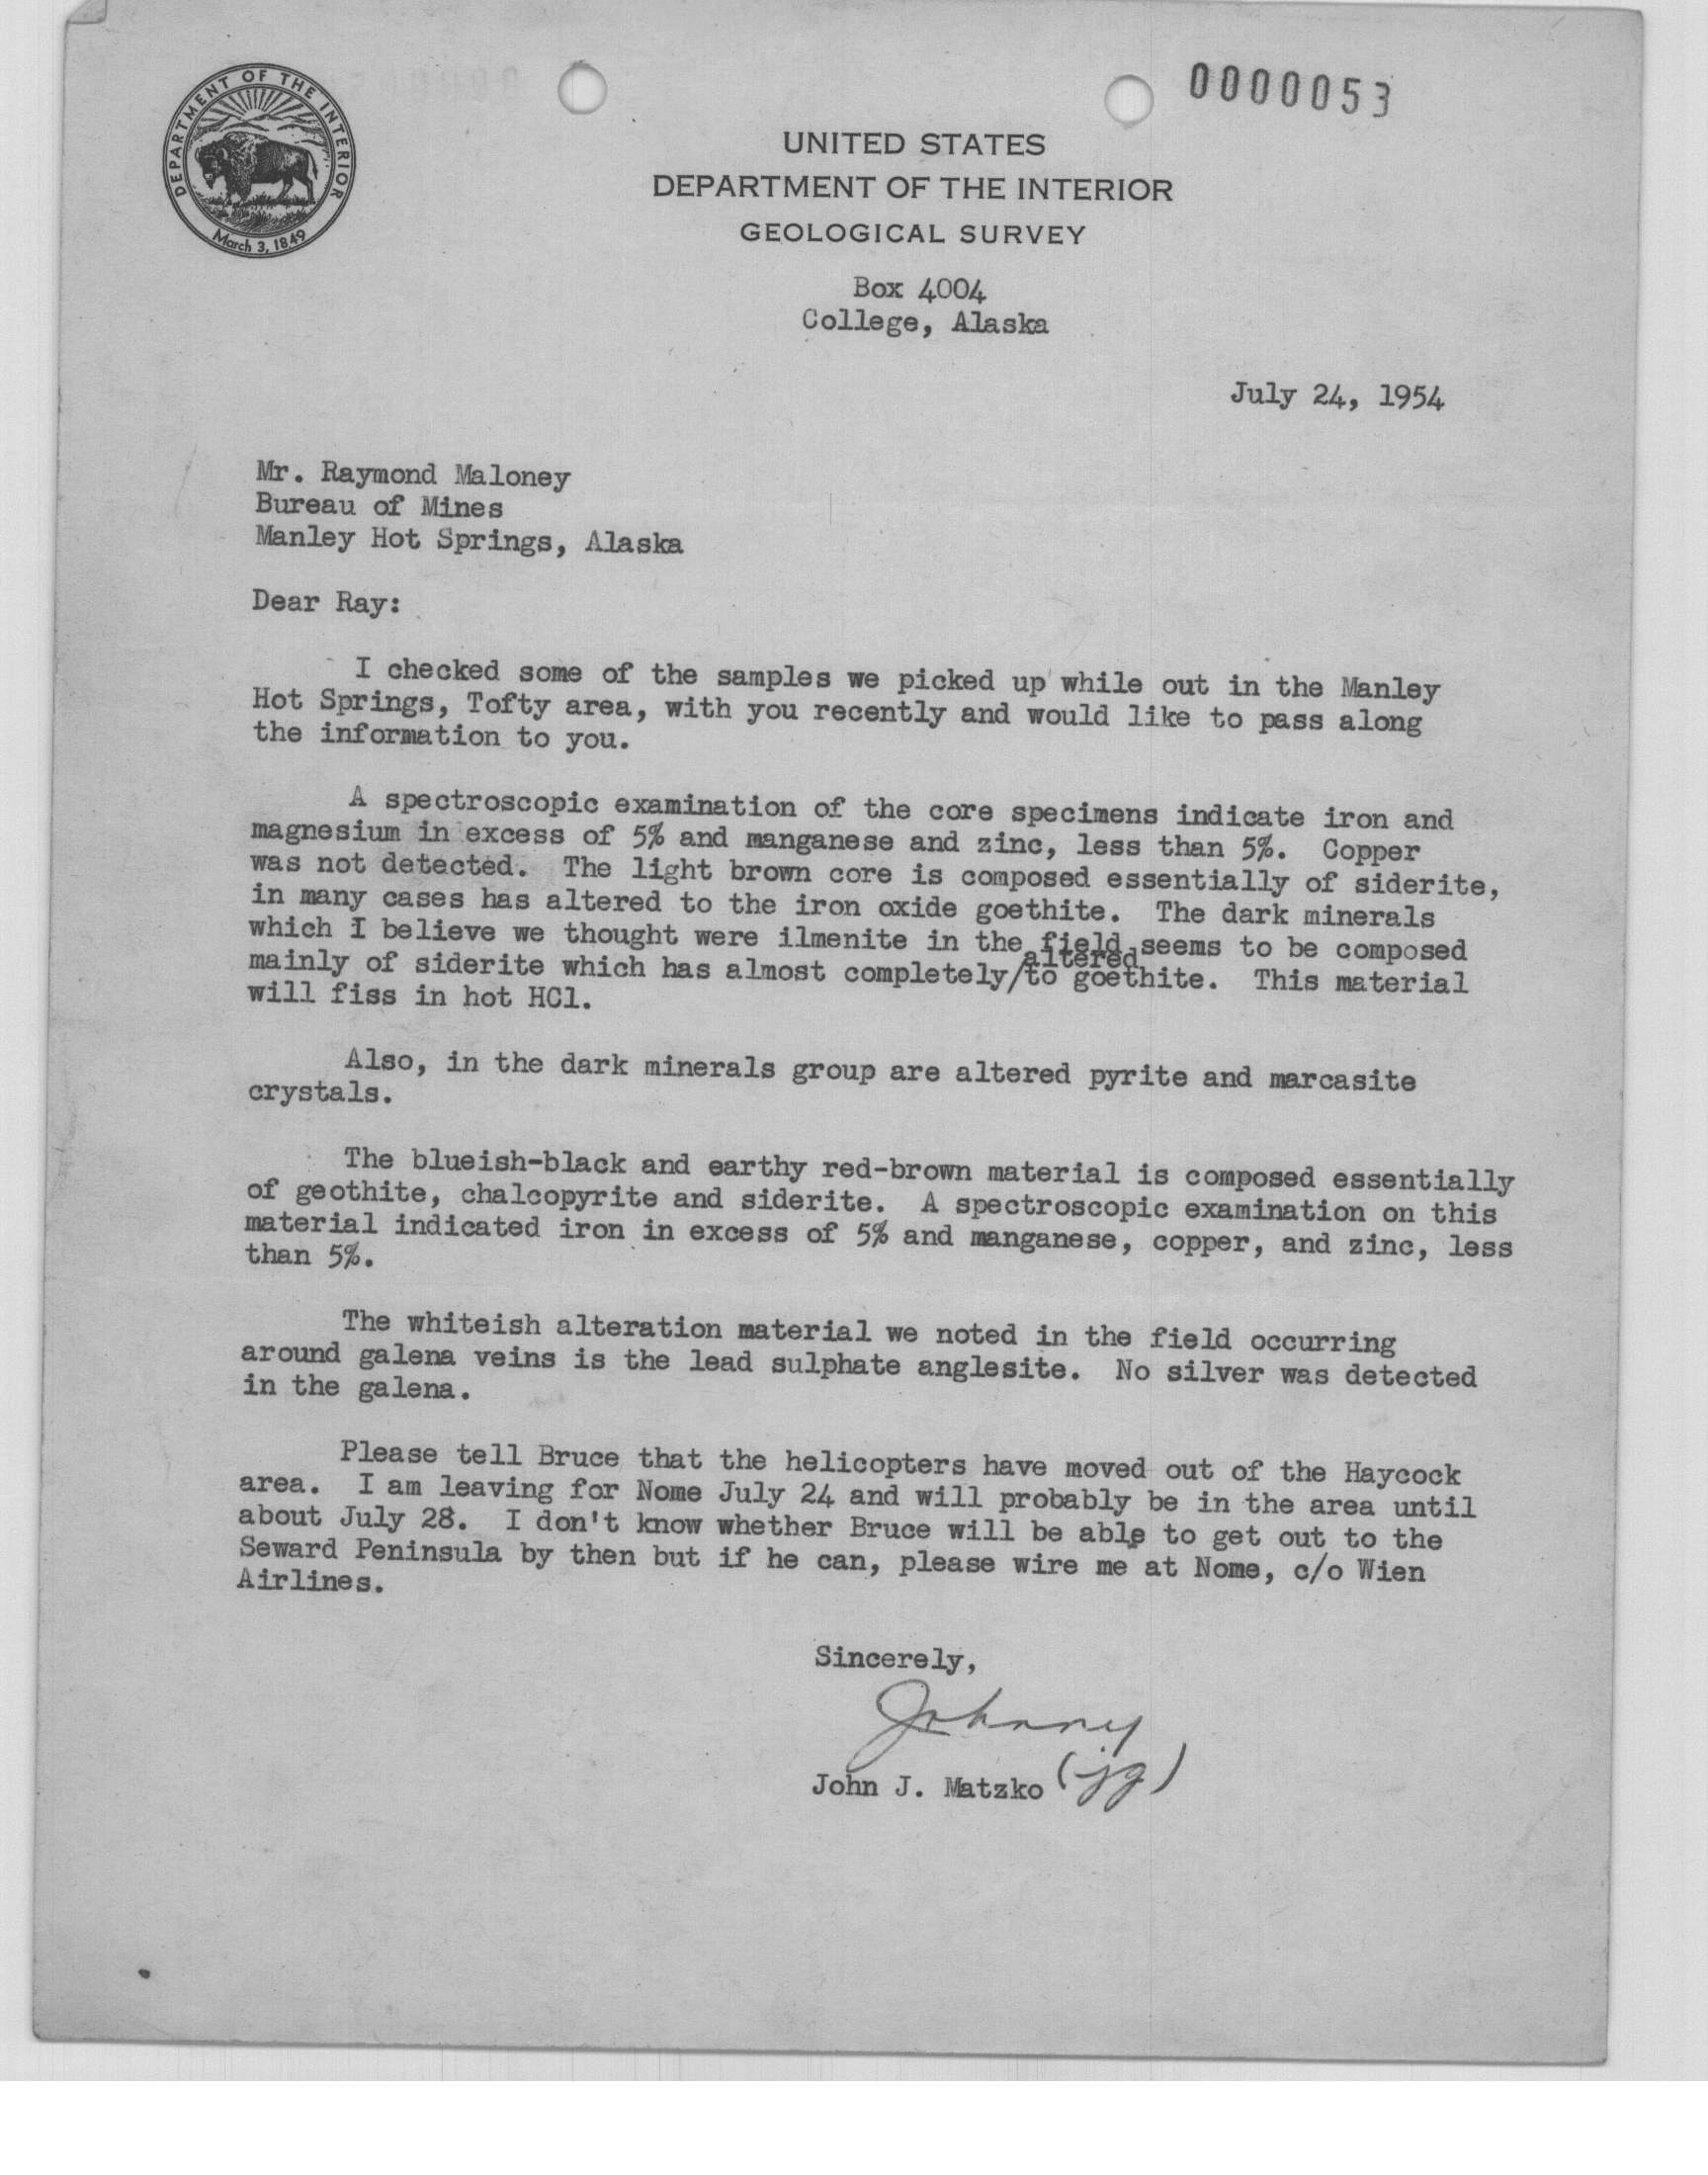 0000053
DEPARTMENT OF THE INTERIOR
March 3, 1849
UNITED STATES
DEPARTMENT OF THE INTERIOR
GEOLOGICAL SURVEY
Box 4004
College, Alaska
July 24, 1954
Mr. Raymond Maloney
Bureau of Mines
Manley Hot Springs, Alaska
Dear Ray:
I checked some of the samples we picked up while out in the Manley
Hot Springs, Tofty area, with you recently and would like to pass along
the information to you.
A spectroscopic examination of the core specimens indicate iron and
magnesium in excess of 5% and manganese and zinc, less than 5%. Copper
was not detected. The light brown core is composed essentially of siderite,
in many cases has altered to the iron oxide goethite. The dark minerals
which I believe we thought were ilmenite in the field seems to be composed
altered
mainly of siderite which has almost completely/to goethite. This material
will fiss in hot HCl.
Also, in the dark minerals group are altered pyrite and marcasite
crystals.
The blueish-black and earthy red-brown material is composed essentially
of geothite, chalcopyrite and siderite. A spectroscopic examination on this
material indicated iron in excess of 5% and manganese, copper, and zinc, less
than 5%.
The whiteish alteration material we noted in the field occurring
around galena veins is the lead sulphate anglesite. No silver was detected
in the galena.
Please tell Bruce that the helicopters have moved out of the Haycock
area. I am leaving for Nome July 24 and will probably be in the area until
about July 28. I don't know whether Bruce will be able to get out to the
Seward Peninsula by then but if he can, please wire me at Nome, c/o Wien
Airlines.
Sincerely,
Johnny
John J. Matzko (jg)